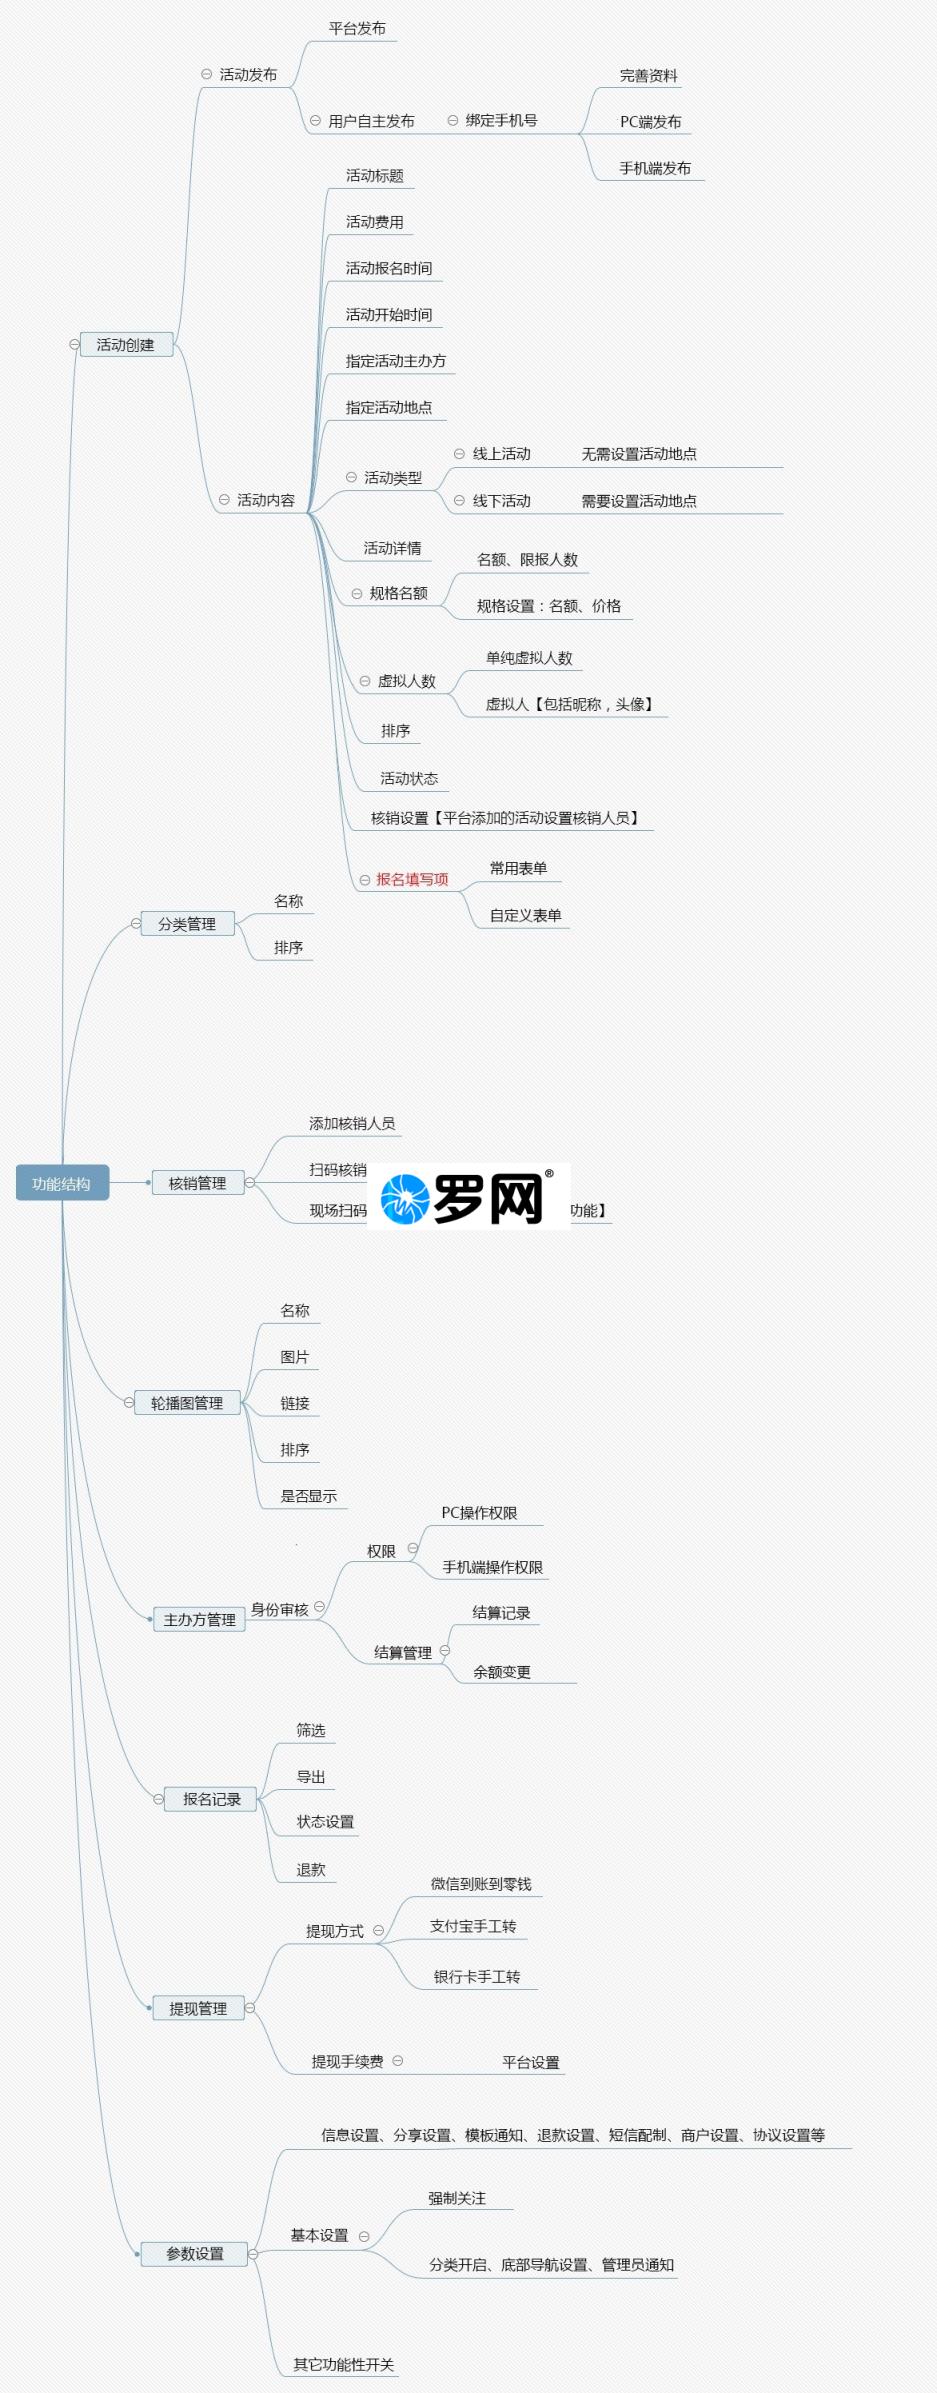 平台发布
活动发布
完善资料
用户自主发布
绑定手机号
PC端发布
手机端发布
活动标题
活动费用
活动报名时间
活动开始时间
活动创建
指定活动主办方
指定活动地点
线上活动
无需设置活动地点
活动类型
活动内容
线下活动
需要设置活动地点
活动详情
名额、限报人数
规格名额
规格设置：名额、价格
单纯虚拟人数
虚拟人数
虚拟人【包括昵称，头像】
排序
活动状态
核销设置【平台添加的活动设置核销人员】
常用表单
报名填写项
自定义表单
名称
分类管理
排序
添加核销人员
扫码核销
功能结构
核销管理
罗网®
现场扫码
功能】
名称
图片
轮播图管理
链接
排序
是否显示
PC操作权限
权限
手机端操作权限
主办方管理
身份审核
结算记录
结算管理
余额变更
筛选
导出
报名记录
状态设置
退款
微信到账到零钱
提现方式
支付宝手工转
银行卡手工转
提现管理
提现手续费
平台设置
信息设置、分享设置、模板通知、退款设置、短信配制、商户设置、协议设置等
强制关注
基本设置
参数设置
分类开启、底部导航设置、管理员通知
其它功能性开关